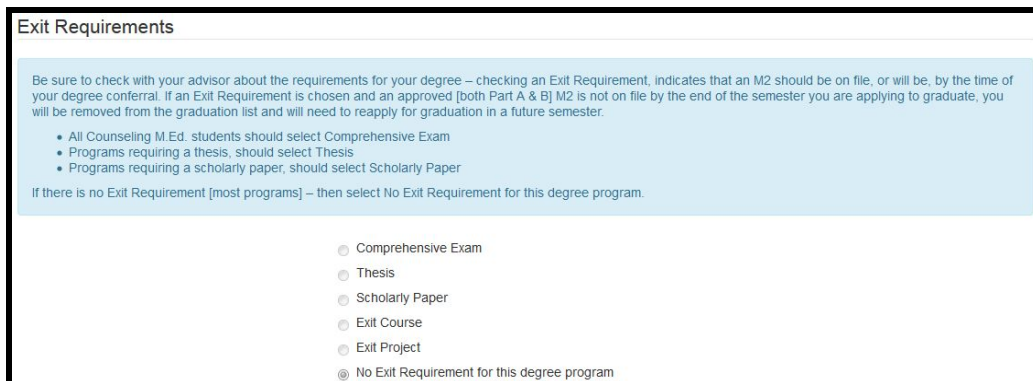 Exit Requirements
Be sure to check with your advisor about the requirements for your degree – checking an Exit Requirement, indicates that an M2 should be on file, or will be, by the time of
your degree conferral. If an Exit Requirement is chosen and an approved [both Part A & B] M2 is not on file by the end of the semester you are applying to graduate, you
will be removed from the graduation list and will need to reapply for graduation in a future semester.
• All Counseling M.Ed. students should select Comprehensive Exam
• Programs requiring a thesis, should select Thesis
• Programs requiring a scholarly paper, should select Scholarly Paper
If there is no Exit Requirement [most programs] – then select No Exit Requirement for this degree program.
Comprehensive Exam
Thesis
Scholarly Paper
Exit Course
Exit Project
No Exit Requirement for this degree program